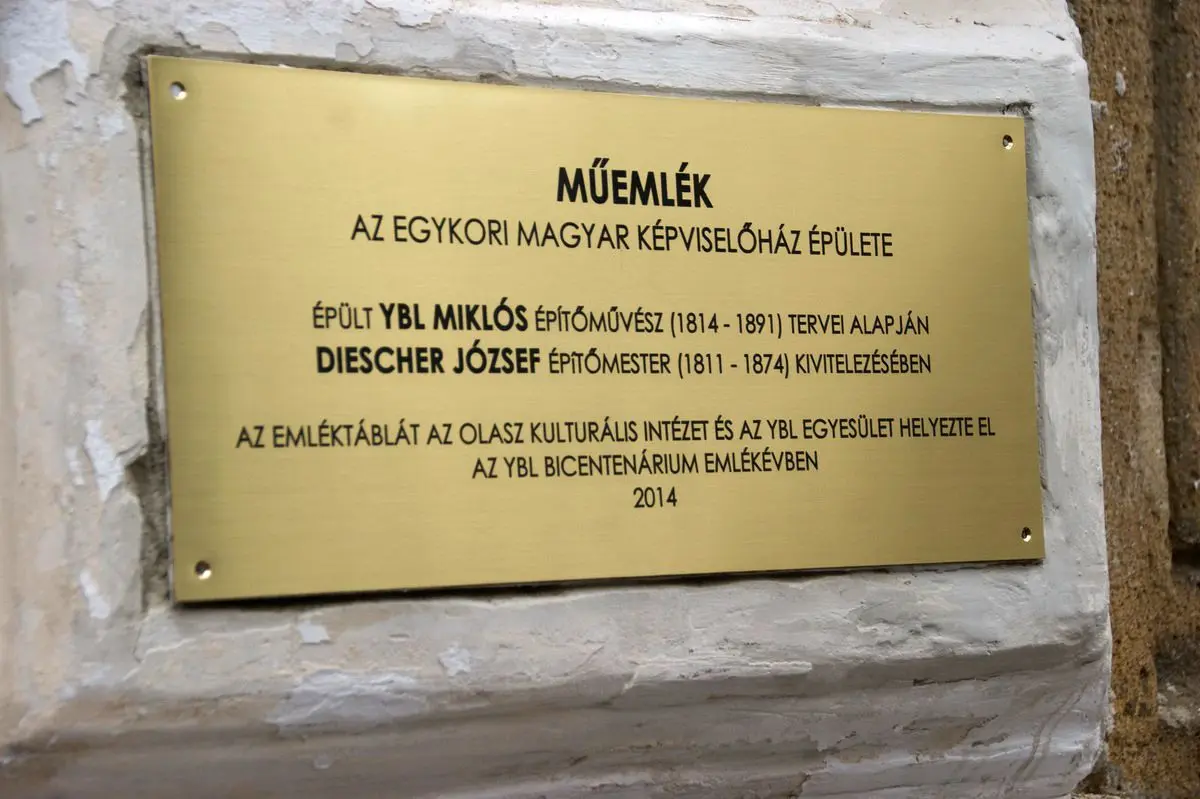 MŰEMLÉK
AZ EGYKORI MAGYAR KÉPVISELŐHÁZ ÉPÜLETE
ÉPÜLT YBL MIKLÓS ÉPÍTŐMŰVÉSZ (1814 - 1891) TERVEI ALAPJÁN
DIESCHER JÓZSEF ÉPÍTŐMESTER (1811 - 1874) KIVITELEZÉSÉBEN
AZ EMLÉKTÁBLÁT AZ OLASZ KULTURÁLIS INTÉZET ÉS AZ YBL EGYESÜLET HELYEZTE EL
AZ YBL BICENTENÁRIUM EMLÉKÉVBEN
2014